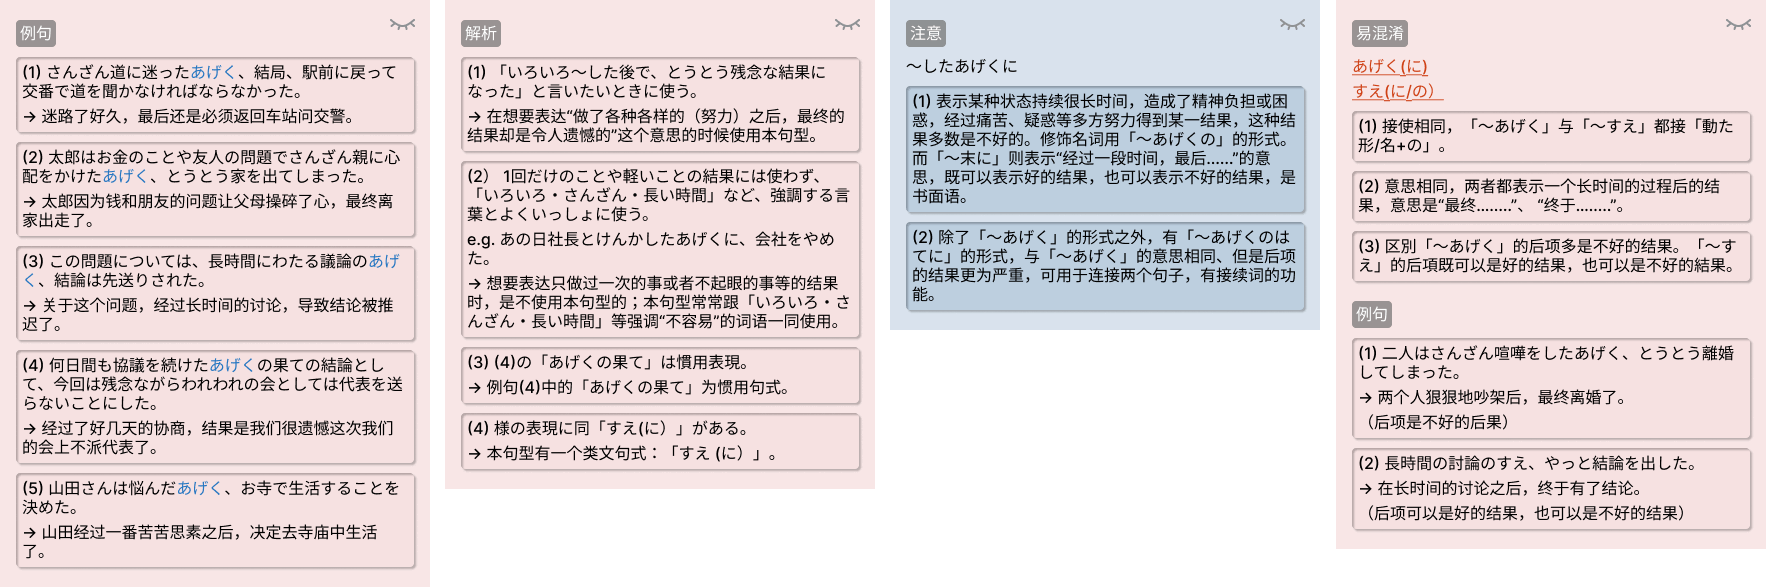 例句
(1) さんざん道に迷ったあげく、結局、駅前に戻って
交番で道を聞かなければならなかった。
→ 迷路了好久，最后还是必须返回车站问交警。
(2) 太郎はお金のことや友人の問題でさんざん親に心
配をかけたあげく、とうとう家を出てしまった。
→ 太郎因为钱和朋友的问题让父母操碎了心，最终离
家出走了。
(3) この問題については、長時間にわたる議論のあげ
く、結論は先送りされた。
→ 关于这个问题，经过长时间的讨论，导致结论被推
迟了。
(4) 何日間も協議を続けたあげくの果ての結論とし
て、今回は残念ながらわれわれの会としては代表を送
らないことにした。
→ 经过了好几天的协商，结果是我们很遗憾这次我们
的会上不派代表了。
(5) 山田さんは悩んだあげく、お寺で生活することを
決めた。
→ 山田经过一番苦苦思素之后，决定去寺庙中生活
了。
解析
(1) 「いろいろ～した後で、とうとう残念な結果に
なった」と言いたいときに使う。
→ 在想要表达“做了各种各样的（努力）之后，最终的
结果却是令人遗憾的”这个意思的时候使用本句型。
(2） 1回だけのことや軽いことの結果には使わず、
「いろいろ・さんざん・長い時間」など、強調する言
葉とよくいっしょに使う。
e.g. あの日社長とけんかしたあげくに、会社をやめ
た。
→ 想要表达只做过一次的事或者不起眼的事等的结果
时，是不使用本句型的；本句型常常跟「いろいろ・さ
んざん・長い時間」等强调“不容易”的词语一同使用。
(3) (4)の「あげくの果て」は慣用表現。
→ 例句(4)中的「あげくの果て」为惯用句式。
(4) 様の表現に同「すえ(に）」がある。
→ 本句型有一个类文句式：「すえ (に）」。
注意
～したあげくに
(1) 表示某种状态持续很长时间，造成了精神负担或困
惑，经过痛苦、疑惑等多方努力得到某一结果，这种结
果多数是不好的。修饰名词用「～あげくの」的形式。
而「～末に」则表示“经过一段时间，最后......”的意
思，既可以表示好的结果，也可以表示不好的结果，是
书面语。
(2) 除了「～あげく」的形式之外，有「～あげくのは
てに」的形式，与「～あげく」的意思相同、但是后项
的结果更为严重，可用于连接两个句子，有接续词的功
能。
易混淆
あげく(に)
すえ(に/の）
(1) 接使相同，「～あげく」与「～すえ」都接「動た
形/名+の」。
(2) 意思相同，两者都表示一个长时间的过程后的结
果，意思是“最终........”、 “终于........”。
(3) 区別「～あげく」的后项多是不好的结果。「～す
え」的后項既可以是好的结果，也可以是不好的結果。
例句
(1) 二人はさんざん喧嘩をしたあげく、とうとう離婚
してしまった。
→ 两个人狠狠地吵架后，最终离婚了。
（后项是不好的后果）
(2) 長時間の討論のすえ、やっと結論を出した。
→ 在长时间的讨论之后，终于有了结论。
（后项可以是好的结果，也可以是不好的结果）